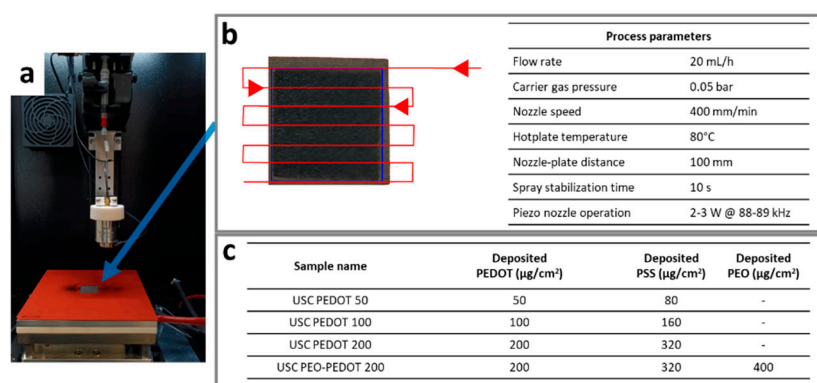 a
b
Process parameters
Flow rate 20 mL/h
Carrier gas pressure 0.05 bar
Nozzle speed 400 mm/min
Hotplate temperature 80°C
Nozzle-plate distance 100 mm
Spray stabilization time 10 s
Piezo nozzle operation 2-3 W @ 88-89 kHz
c
Sample name Deposited PEDOT (µg/cm²) Deposited PSS (µg/cm²) Deposited PEO (µg/cm²)
USC PEDOT 50 50 80 -
USC PEDOT 100 100 160 -
USC PEDOT 200 200 320 -
USC PEO-PEDOT 200 200 320 400